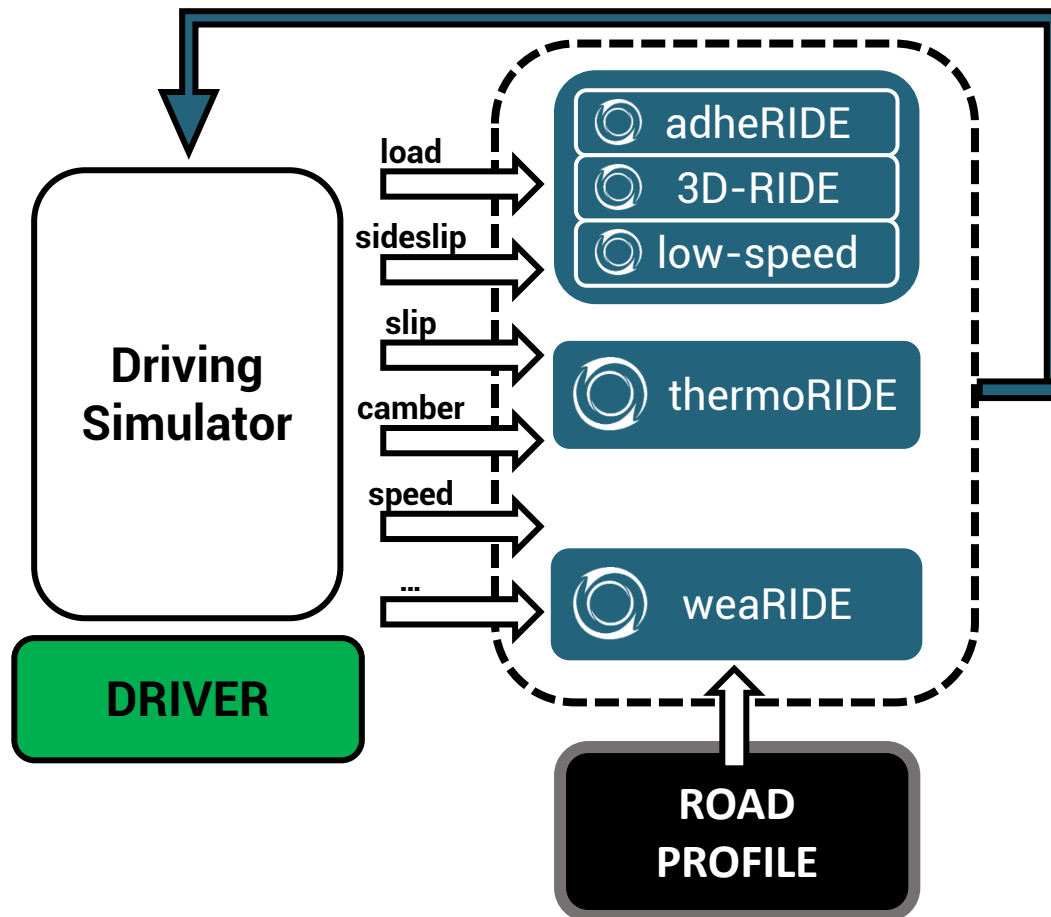 Driving
Simulator
DRIVER
load
sideslip
slip
camber
speed
...
adheRIDE
3D-RIDE
low-speed
thermoRIDE
weaRIDE
ROAD
PROFILE